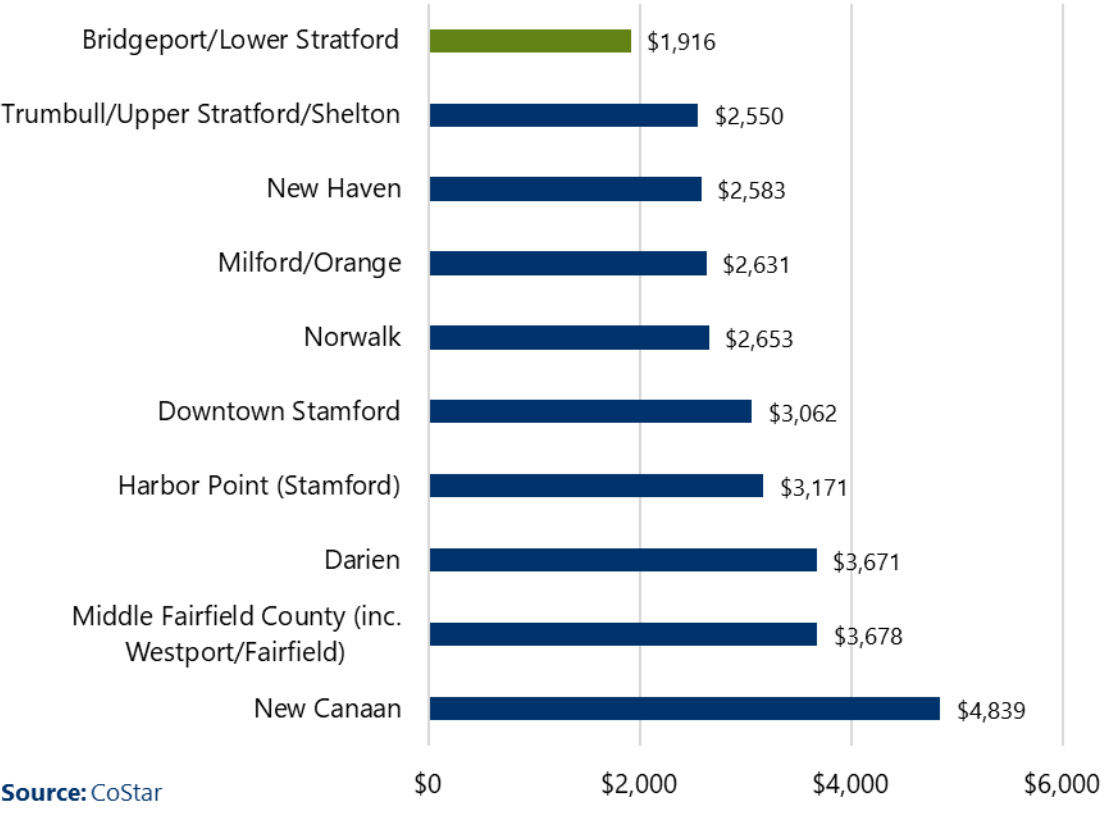 Bridgeport/Lower Stratford
$1,916
Trumbull/Upper Stratford/Shelton
$2,550
New Haven
$2,583
Milford/Orange
$2,631
Norwalk
$2,653
Downtown Stamford
$3,062
Harbor Point (Stamford)
$3,171
Darien
$3,671
Middle Fairfield County (inc.
Westport/Fairfield)
$3,678
New Canaan
$4,839
$0
$2,000
$4,000
$6,000
Source: CoStar